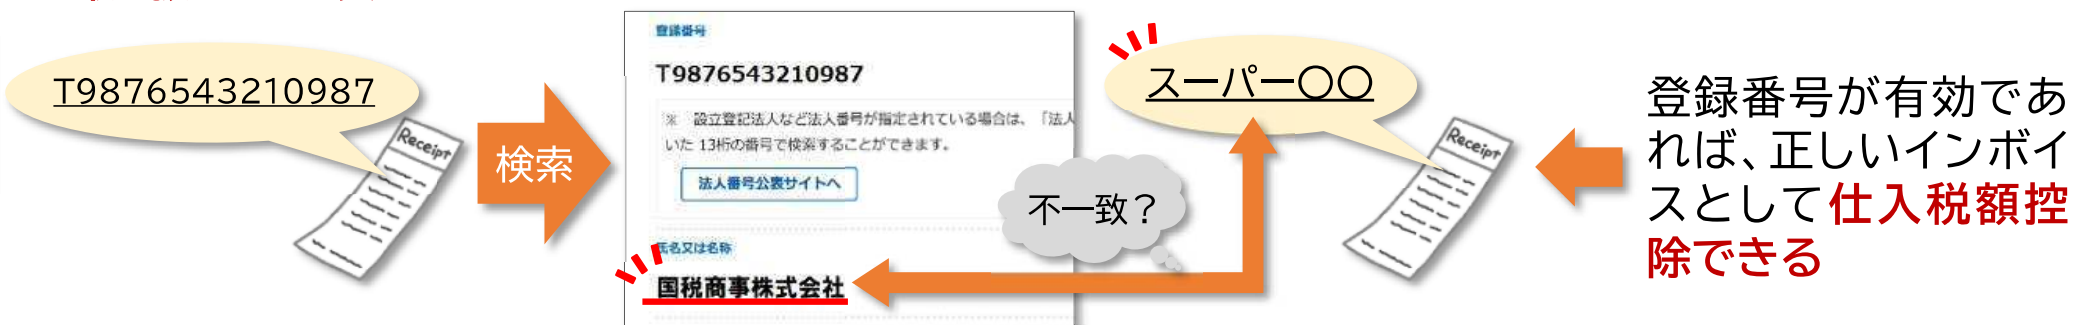 T9876543210987
Receipt
検索
登録番号
T9876543210987
※ 設立登記法人など法人番号が指定されている場合は、「法人
いた 13桁の番号で検索することができます。
法人番号公表サイトへ
氏名又は名称
国税商事株式会社
不一致？
スーパー〇〇
Receipt
登録番号が有効であ
れば、正しいインボイ
スとして仕入税額控
除できる